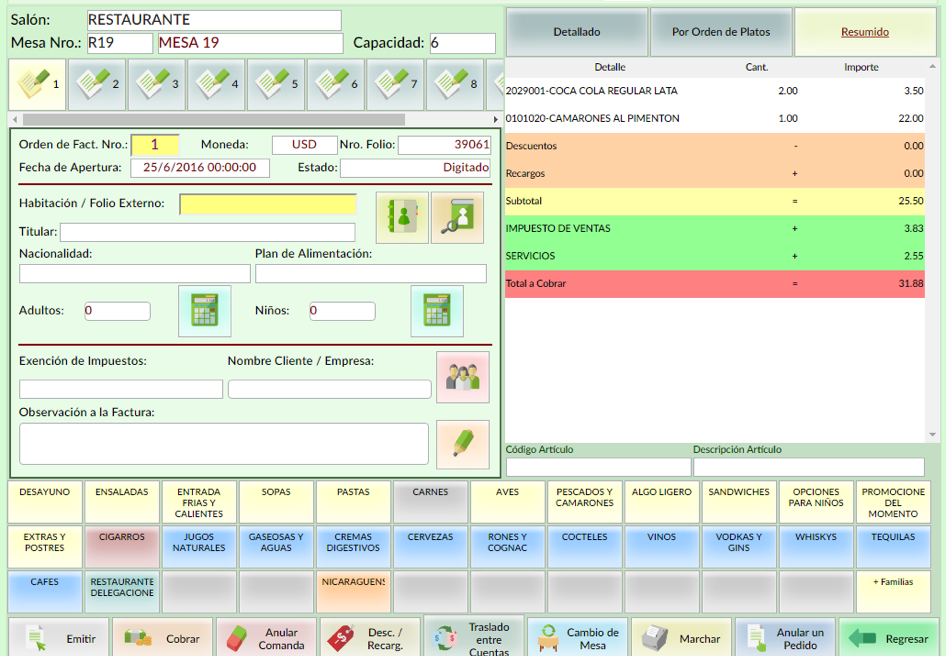 Salón: RESTAURANTE
Mesa Nro.: R19 MESA 19 Capacidad: 6
1 2 3 4 5 6 7 8
Orden de Fact. Nro.: 1 Moneda: USD Nro. Folio: 39061
Fecha de Apertura: 25/6/2016 00:00:00 Estado: Digitado
Habitación / Folio Externo:
Titular:
Nacionalidad: Plan de Alimentación:
Adultos: 0 Niños: 0
Exención de Impuestos: Nombre Cliente / Empresa:
Observación a la Factura:
Detallado Por Orden de Platos Resumido
Detalle Cant. Importe
2029001-COCA COLA REGULAR LATA 2.00 3.50
0101020-CAMARONES AL PIMENTON 1.00 22.00
Descuentos - 0.00
Recargos + 0.00
Subtotal = 25.50
IMPUESTO DE VENTAS + 3.83
SERVICIOS + 2.55
Total a Cobrar = 31.88
Código Artículo Descripción Artículo
DESAYUNO ENSALADAS ENTRADA FRIAS Y CALIENTES SOPAS PASTAS CARNES AVES PESCADOS Y CAMARONES ALGO LIGERO SANDWICHES OPCIONES PARA NIÑOS PROMOCIONE DEL MOMENTO
EXTRAS Y POSTRES CIGARROS JUGOS NATURALES GASEOSAS Y AGUAS CREMAS DIGESTIVOS CERVEZAS RONES Y COGNAC COCTELES VINOS VODKAS Y GINS WHISKYS TEQUILAS
CAFES RESTAURANTE DELEGACIONE NICARAGUENS + Familias
Emitir Cobrar Anular Comanda Desc. / Recarg. Traslado entre Cuentas Cambio de Mesa Marchar Anular un Pedido Regresar